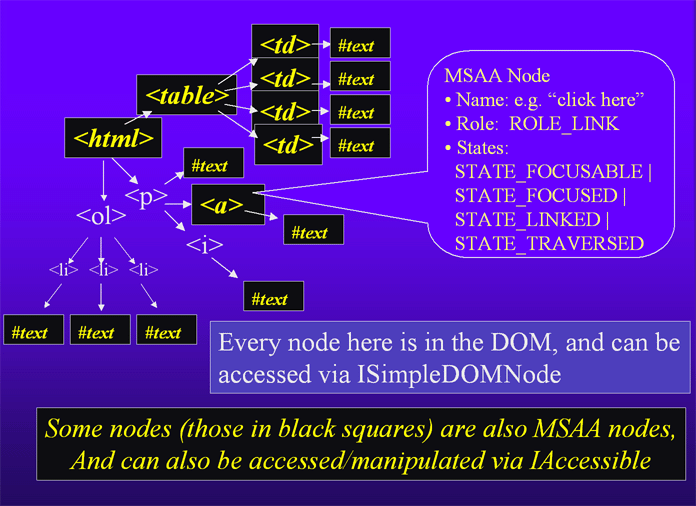 <td>
#text
<td>
#text
<table>
<td>
#text
<html>
<td>
#text
#text
<p>
<a>
<ol>
#text
<i>
<li>
<li>
<li>
#text
#text
#text
#text
MSAA Node
• Name: e.g. “click here”
• Role:  ROLE_LINK
• States:
STATE_FOCUSABLE |
STATE_FOCUSED |
STATE_LINKED |
STATE_TRAVERSED
Every node here is in the DOM, and can be
accessed via ISimpleDOMNode
Some nodes (those in black squares) are also MSAA nodes,
And can also be accessed/manipulated via IAccessible